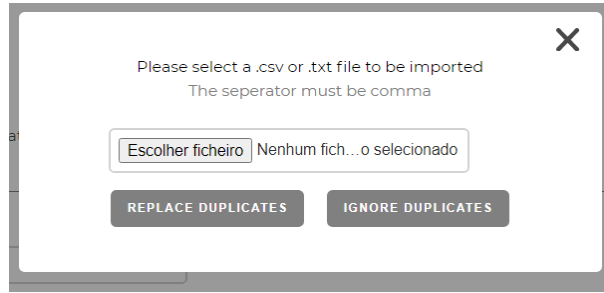 Please select a .csv or .txt file to be imported
The seperator must be comma
Escolher ficheiro Nenhum fich...o selecionado
REPLACE DUPLICATES IGNORE DUPLICATES